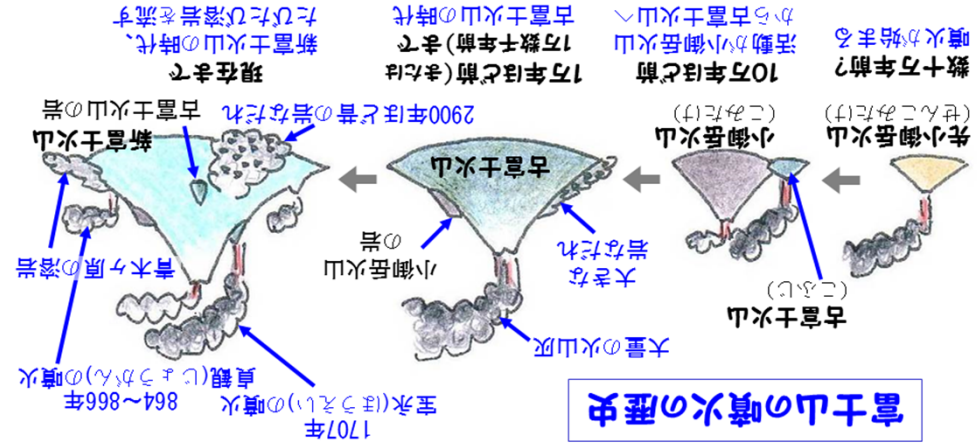 富士山の噴火の歴史
宝永(ほうえい)の噴火
1707年
貞観(じょうがん)の噴火
864～866年
大量の火山灰
古富士火山
(こふじ)
青木ヶ原の溶岩
小御岳火山
の岩
大きな
岩なだれ
先小御岳火山
(せんこみたけ)
小御岳火山
(こみたけ)
古富士火山
新富士火山
古富士火山の岩
2900年ほど昔の岩なだれ
数十万年前?
噴火が始まる
10万年ほど前
活動が小御岳火山
から古富士火山へ
1万年ほど前(または
1万数千年前)まで
古富士火山の時代
現在まで
新富士火山の時代、
たびたび溶岩を流す